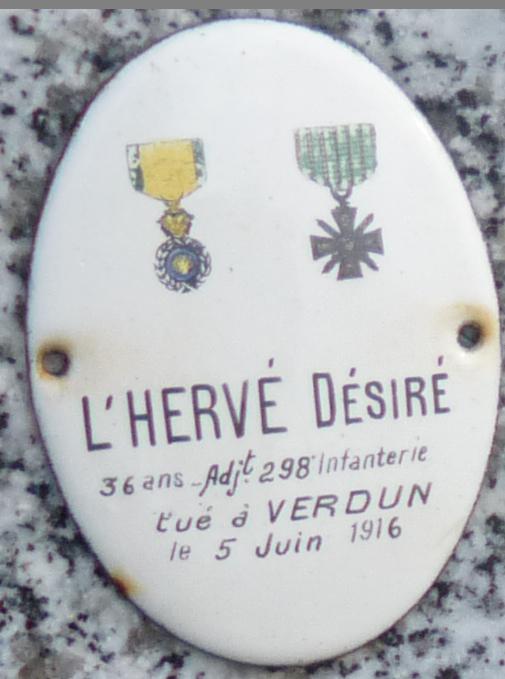 L'HERVÉ DÉSIRÉ
36 ans - Adjt 298e Infanterie
tué à VERDUN
le 5 Juin 1916